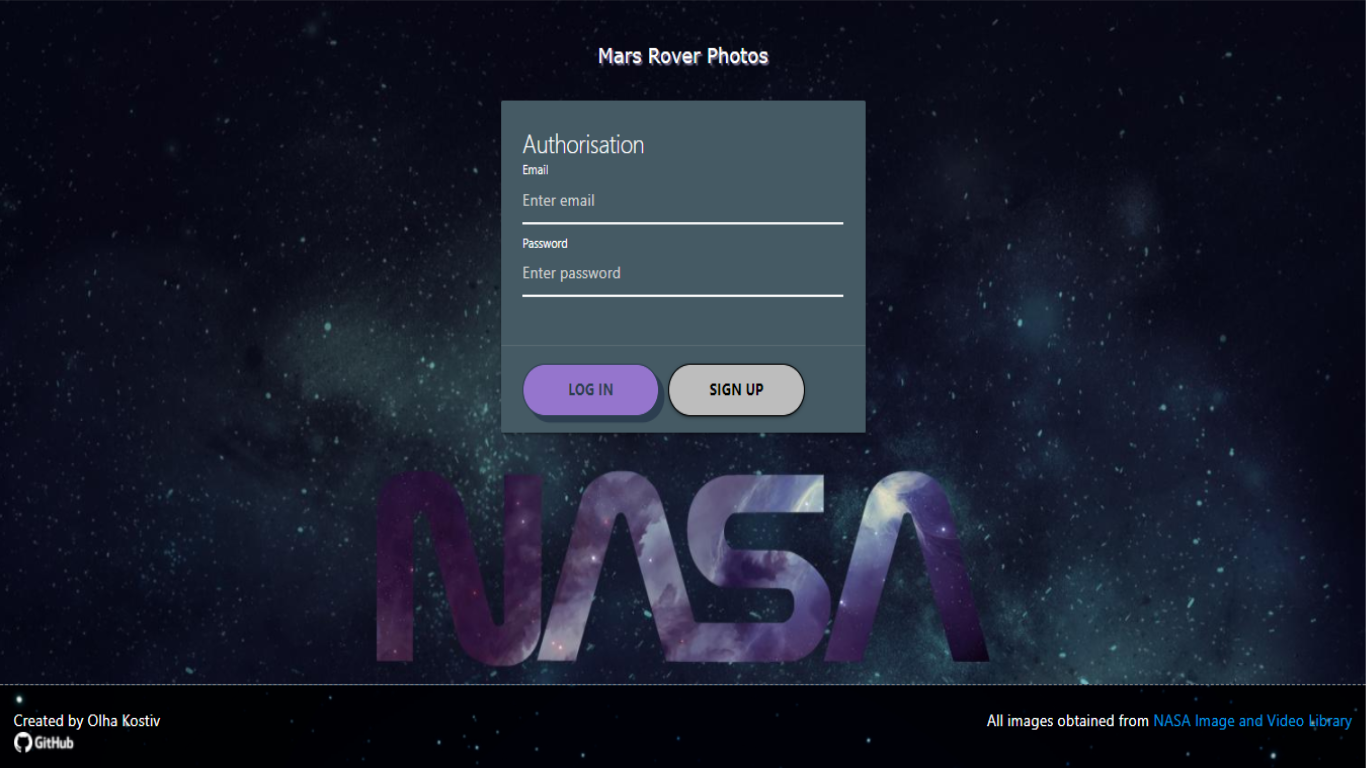 Mars Rover Photos
Authorisation
Email
Enter email
Password
Enter password
LOG IN
SIGN UP
NASA
Created by Olha Kostiv
GitHub
All images obtained from NASA Image and Video Library